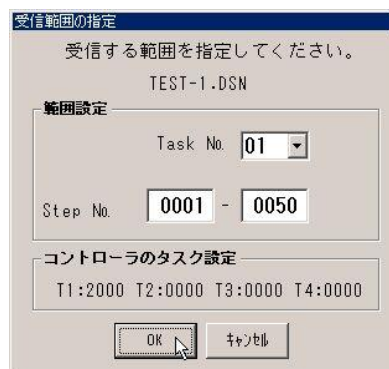 受信範囲の指定
受信する範囲を指定してください。
TEST-1.DSN
範囲設定
Task No. 01
Step No. 0001 - 0050
コントローラのタスク設定
T1:2000 T2:0000 T3:0000 T4:0000
OK ｷｬﾝｾﾙ